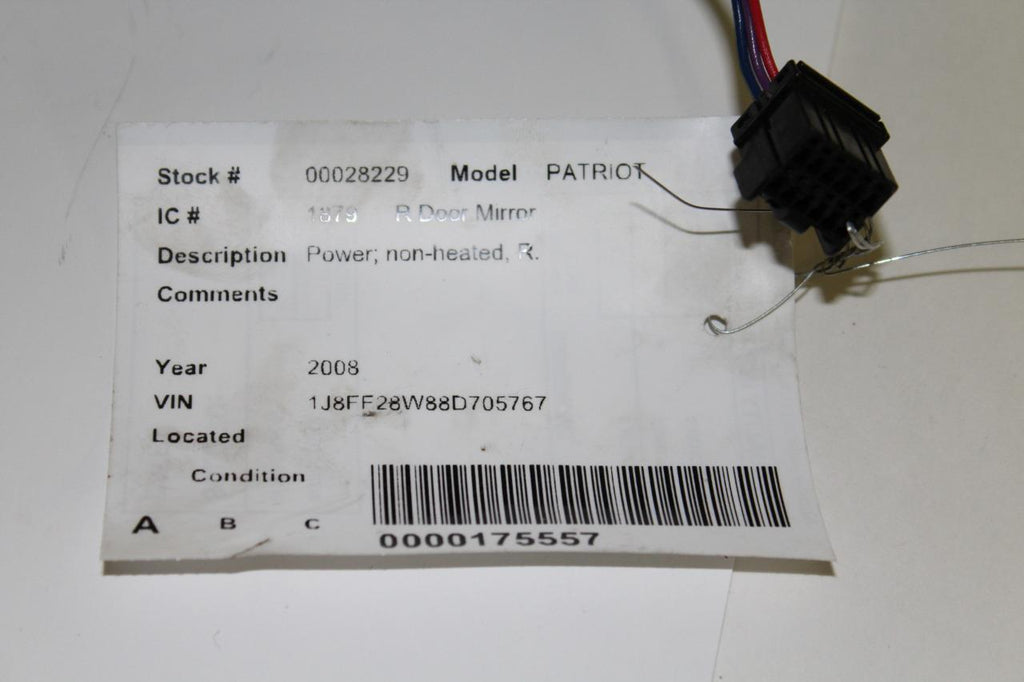 Stock # 00028229 Model PATRIOT
IC # 1879 R Door Mirror
Description Power; non-heated, R.
Comments
Year 2008
VIN 1J8FF28W88D705767
Located
Condition
A B C
0000175557